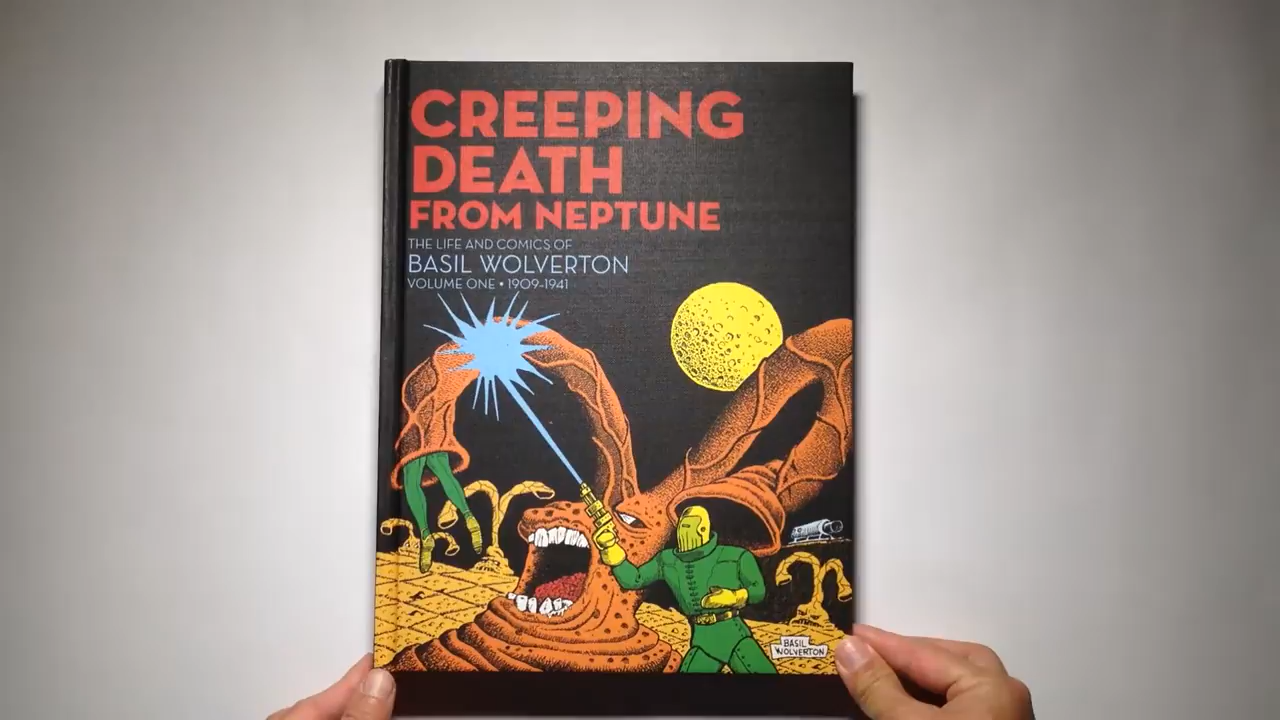 CREEPING
DEATH
FROM NEPTUNE
THE LIFE AND COMICS OF
BASIL WOLVERTON
VOLUME ONE • 1909-1941
BASIL
WOLVERTON